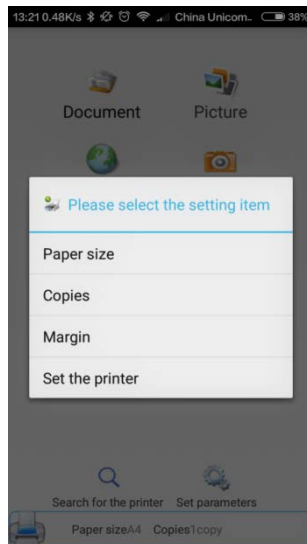 13:21 0.48K/s China Unicom.. 38%
Document Picture
Please select the setting item
Paper size
Copies
Margin
Set the printer
Search for the printer Set parameters
Paper sizeA4 Copies1copy